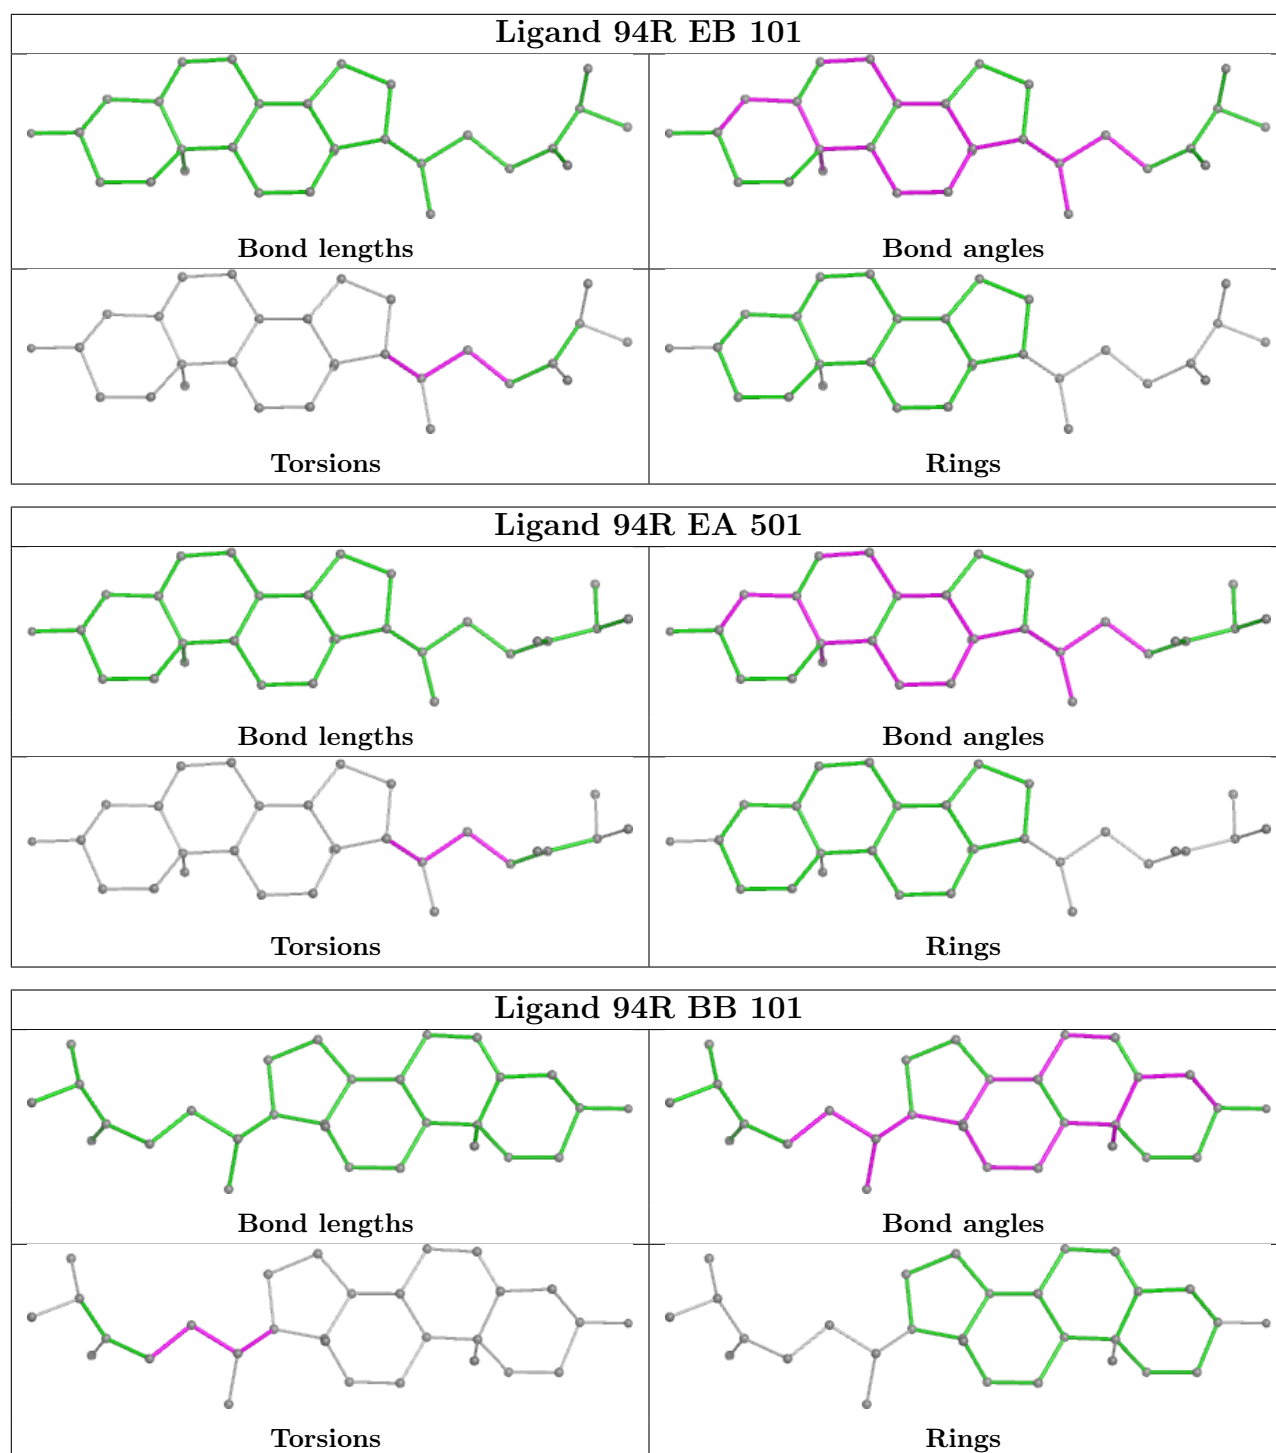 Ligand 94R EB 101
Bond lengths
Bond angles
Torsions
Rings
Ligand 94R EA 501
Bond lengths
Bond angles
Torsions
Rings
Ligand 94R BB 101
Bond lengths
Bond angles
Torsions
Rings